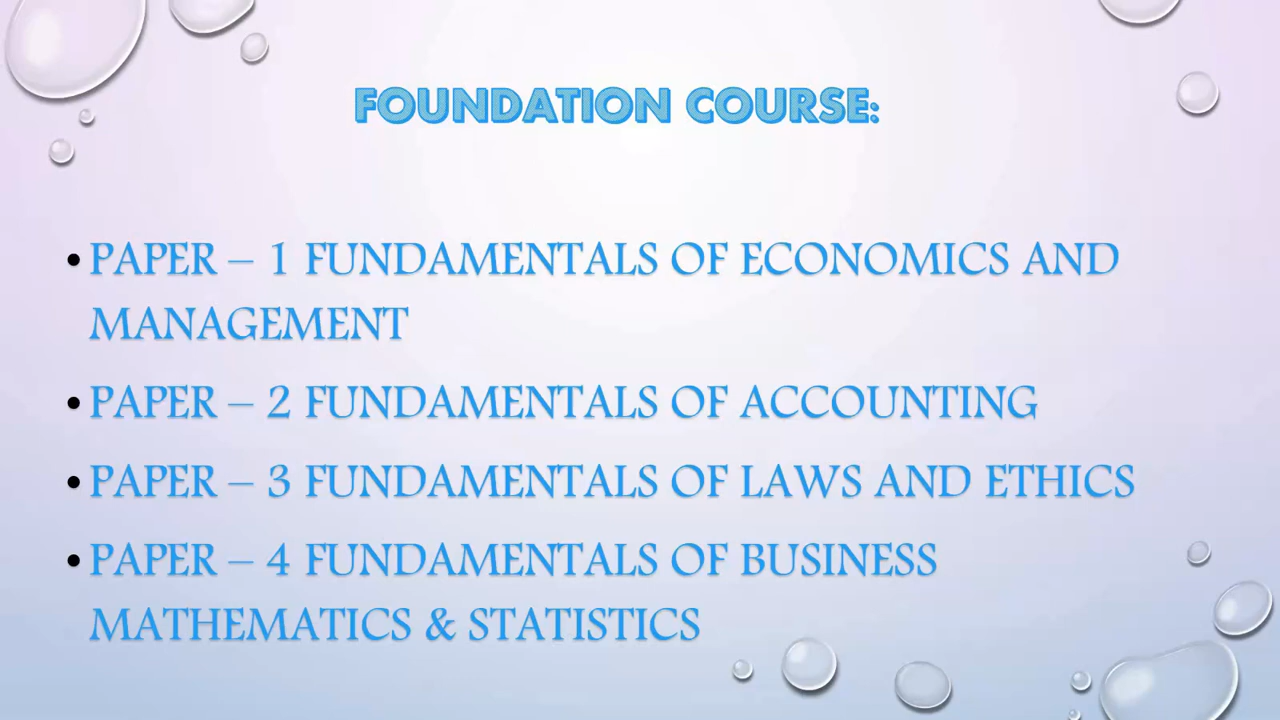 FOUNDATION COURSE:
• PAPER – 1 FUNDAMENTALS OF ECONOMICS AND
MANAGEMENT
• PAPER – 2 FUNDAMENTALS OF ACCOUNTING
• PAPER – 3 FUNDAMENTALS OF LAWS AND ETHICS
• PAPER – 4 FUNDAMENTALS OF BUSINESS
MATHEMATICS & STATISTICS